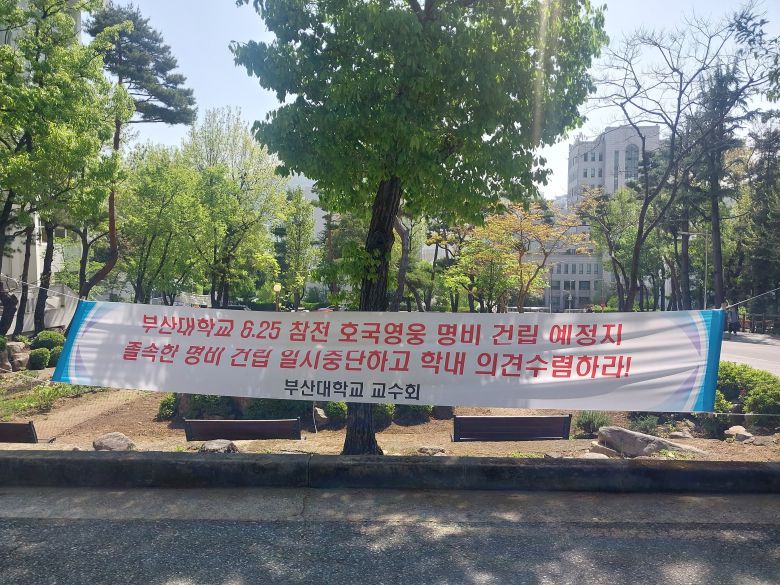 부산대학교 6.25 참전 호국영웅 명비 건립 예정지
졸속한 명비 건립 일시중단하고 학내 의견수렴하라!
부산대학교 교수회